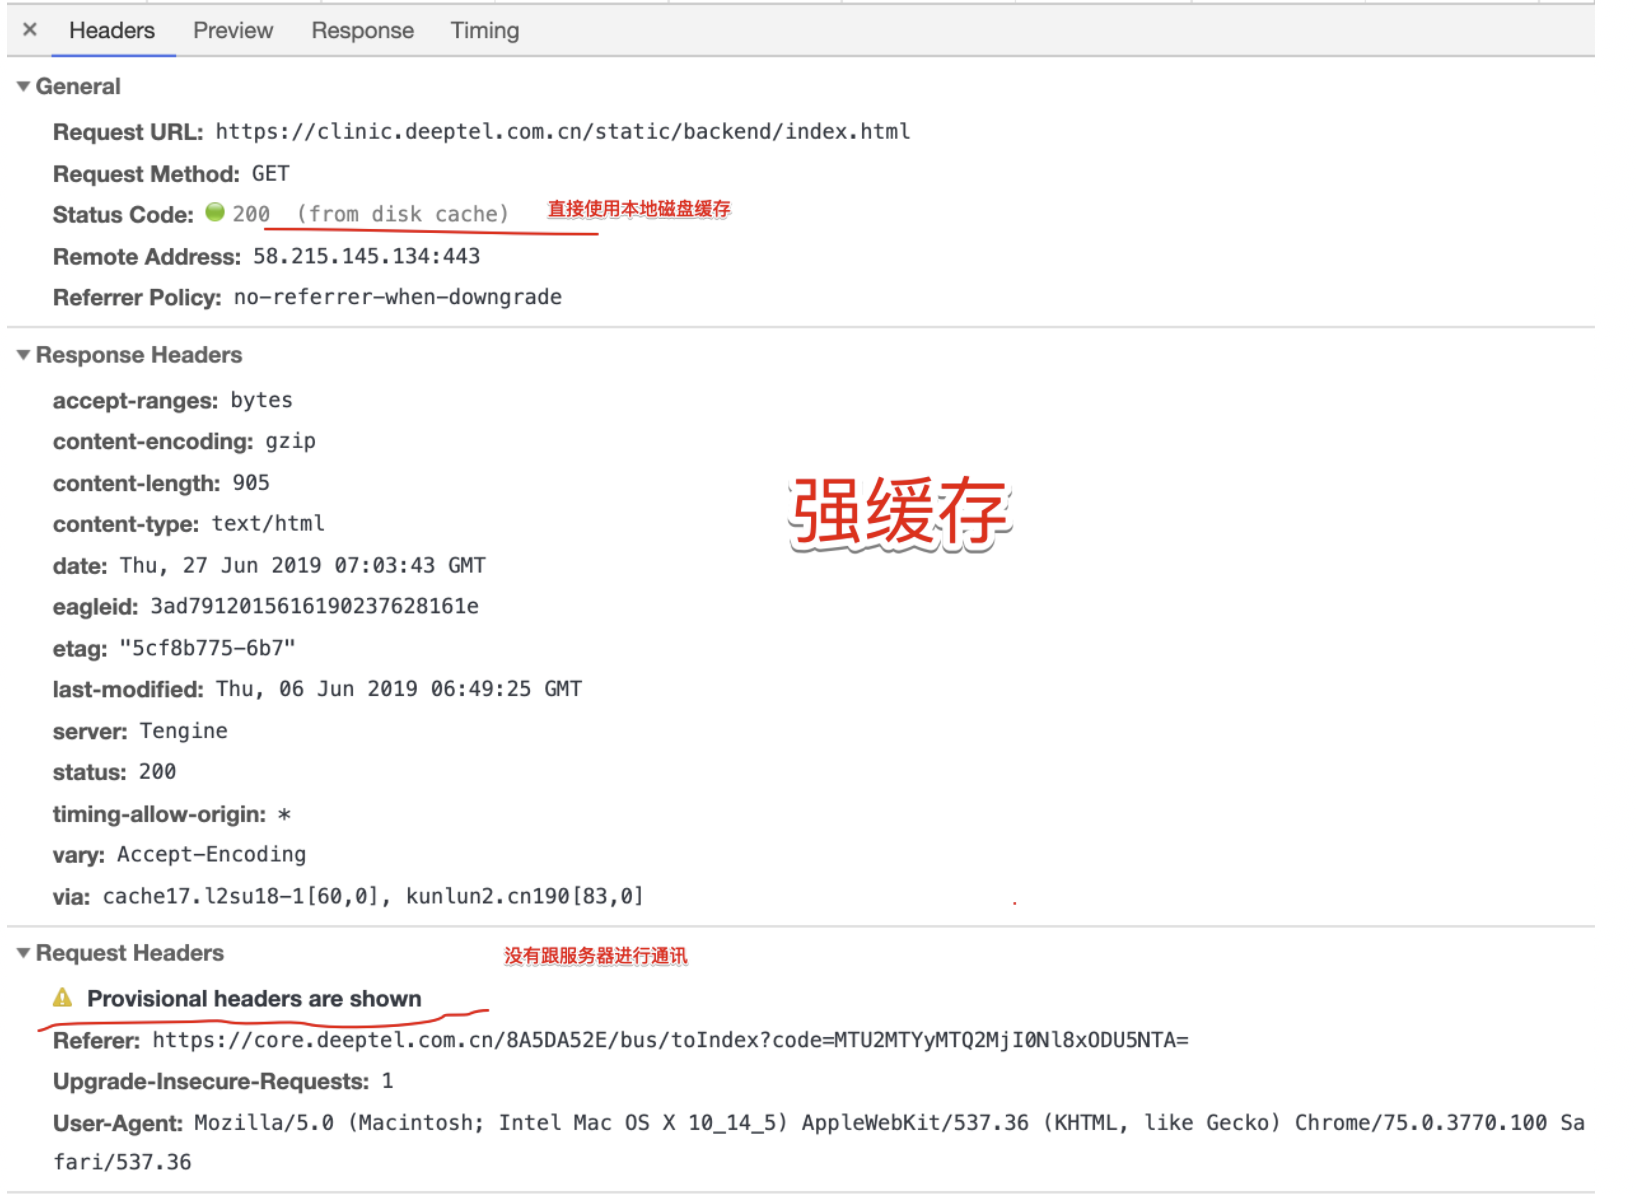 × Headers Preview Response Timing
▼ General
Request URL: https://clinic.deeptel.com.cn/static/backend/index.html
Request Method: GET
Status Code: 200 (from disk cache) 直接使用本地磁盘缓存
Remote Address: 58.215.145.134:443
Referrer Policy: no-referrer-when-downgrade
▼ Response Headers
accept-ranges: bytes
content-encoding: gzip
content-length: 905
强缓存
content-type: text/html
date: Thu, 27 Jun 2019 07:03:43 GMT
eagleid: 3ad7912015616190237628161e
etag: "5cf8b775-6b7"
last-modified: Thu, 06 Jun 2019 06:49:25 GMT
server: Tengine
status: 200
timing-allow-origin: *
vary: Accept-Encoding
via: cache17.l2su18-1[60,0], kunlun2.cn190[83,0]
▼ Request Headers 没有跟服务器进行通讯
Provisional headers are shown
Referer: https://core.deeptel.com.cn/8A5DA52E/bus/toIndex?code=MTU2MTYyMTQ2MjI0Nl8xODU5NTA=
Upgrade-Insecure-Requests: 1
User-Agent: Mozilla/5.0 (Macintosh; Intel Mac OS X 10_14_5) AppleWebKit/537.36 (KHTML, like Gecko) Chrome/75.0.3770.100 Sa
fari/537.36